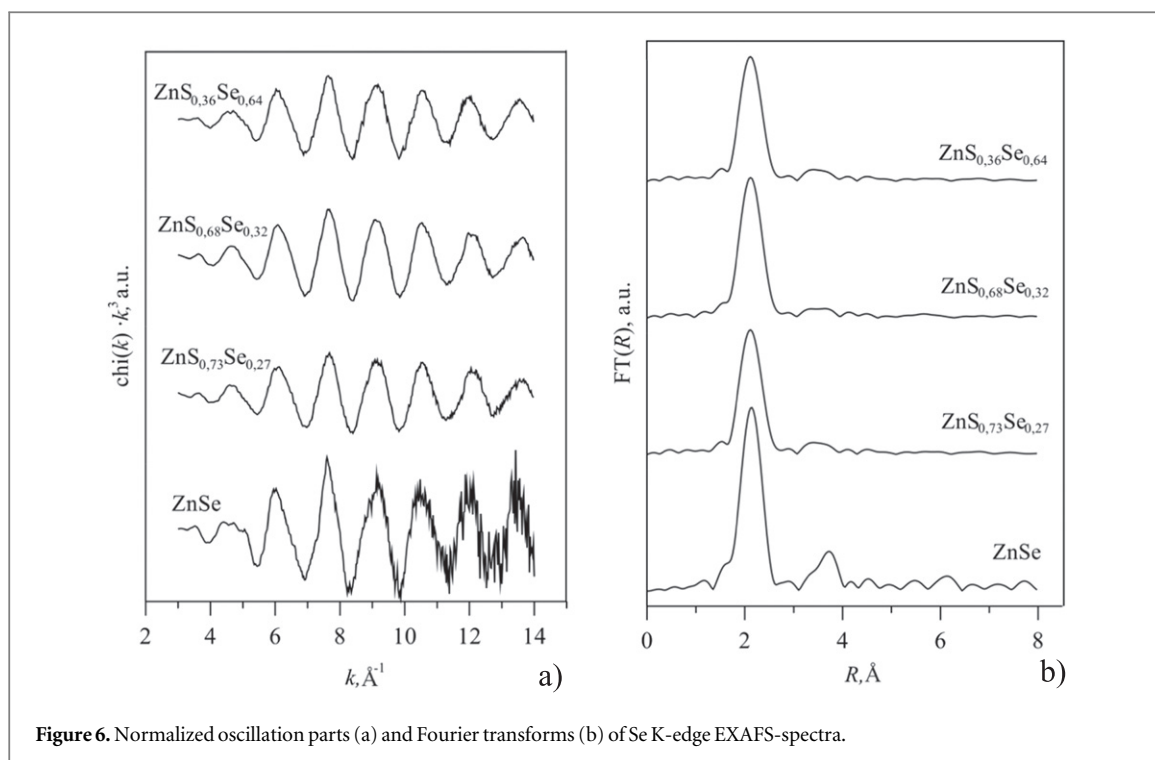 ZnS0,36Se0,64
ZnS0,68Se0,32
ZnS0,73Se0,27
ZnSe
chi(k) ·k,³ a.u.
2 4 6 8 10 12 14
k,Å⁻¹
a)
ZnS0,36Se0,64
ZnS0,68Se0,32
ZnS0,73Se0,27
ZnSe
FT(R), a.u.
0 2 4 6 8
R,Å
b)
Figure 6. Normalized oscillation parts (a) and Fourier transforms (b) of Se K-edge EXAFS-spectra.